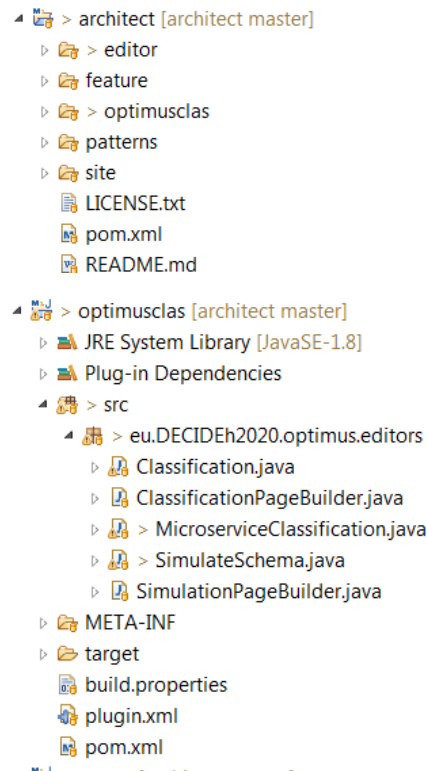 > architect [architect master]
> editor
feature
> optimusclas
patterns
site
LICENSE.txt
pom.xml
README.md
> optimusclas [architect master]
JRE System Library [JavaSE-1.8]
Plug-in Dependencies
> src
> eu.DECIDEh2020.optimus.editors
Classification.java
ClassificationPageBuilder.java
> MicroserviceClassification.java
> SimulateSchema.java
SimulationPageBuilder.java
META-INF
target
build.properties
plugin.xml
pom.xml